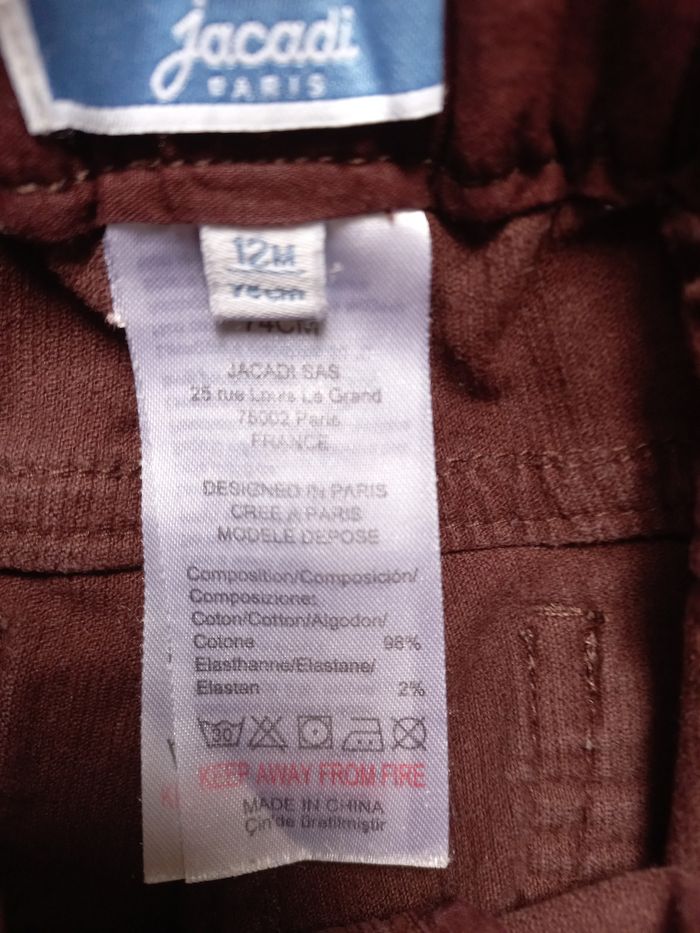 jacadi
PARIS
12M
74CM
JACADI SAS
25 rue Louis Le Grand
75002 Paris
FRANCE
DESIGNED IN PARIS
CREE A PARIS
MODELE DEPOSE
Composition/Composición/
Composizione:
Coton/Cotton/Algodon/
Cotone 98%
Elasthanne/Elastane/
Elastan 2%
30
KEEP AWAY FROM FIRE
MADE IN CHINA
Çin'de üretilmiştir